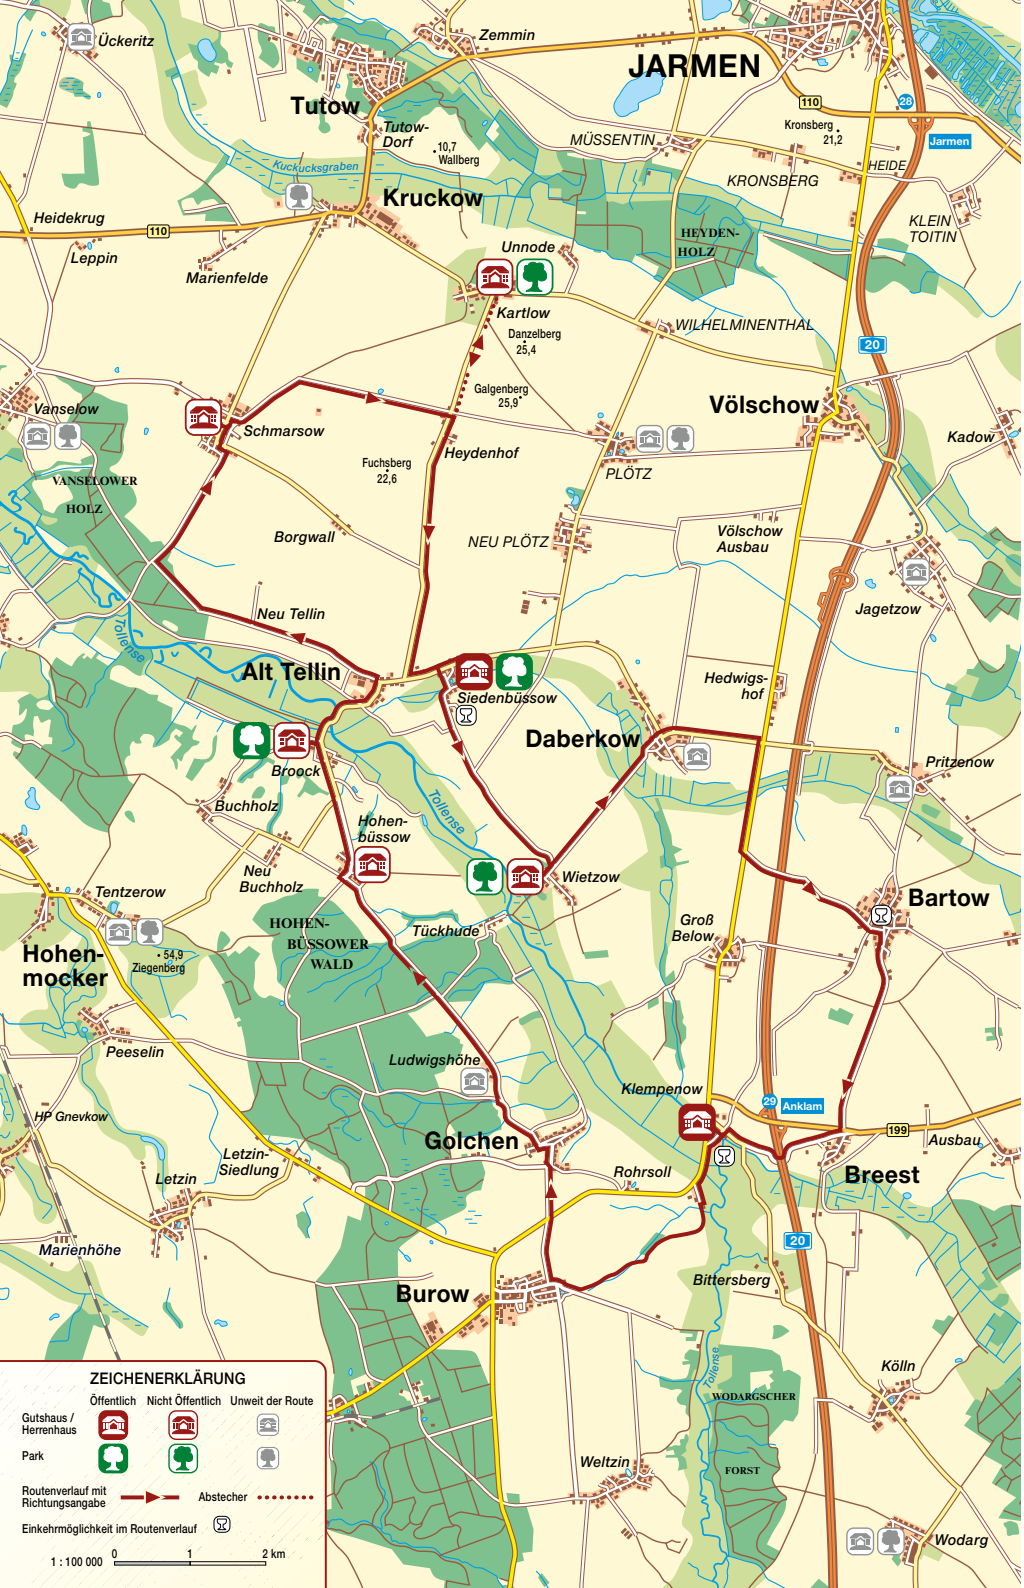 Ückeritz
Zemmin
JARMEN
Tutow
110
28
Tutow-
Dorf
10,7
Wallberg
MÜSSENTIN
Kronsberg
21,2
Jarmen
Kuckucksgraben
HEIDE
KRONSBERG
Kruckow
Heidekrug
110
Leppin
Marienfelde
Unnode
HEYDEN-
HOLZ
KLEIN
TOITIN
Kartlow
WILHELMINENTHAL
Danzelberg
25,4
20
Galgenberg
25,9
Vanselow
Schmarsow
Völschow
Kadow
Heydenhof
Fuchsberg
22,6
PLÖTZ
VANSELOWER
HOLZ
Borgwall
NEU PLÖTZ
Völschow
Ausbau
Jagetzow
Neu Tellin
Tollense
Alt Tellin
Siedenbüssow
Hedwigs-
hof
Daberkow
Broock
Pritzenow
Buchholz
Tollense
Hohen-
büssow
Neu
Buchholz
Wietzow
Tentzerow
Bartow
HOHEN-
BÜSSOWER
WALD
Tückhude
Groß
Below
Hohen-
mocker
54,9
Ziegenberg
Peeselin
Ludwigshöhe
Klempenow
29
Anklam
HP Gnevkow
199
Ausbau
Golchen
Letzin-
Siedlung
Letzin
Rohrsoll
Breest
Marienhöhe
20
Bittersberg
Burow
Tollense
Kölln
WODARGSCHER
FORST
Weltzin
Wodarg
ZEICHENERKLÄRUNG
Öffentlich Nicht Öffentlich Unweit der Route
Gutshaus /
Herrenhaus
Park
Routenverlauf mit
Richtungsangabe
Abstecher
Einkehrmöglichkeit im Routenverlauf
1 : 100 000 0 1 2 km